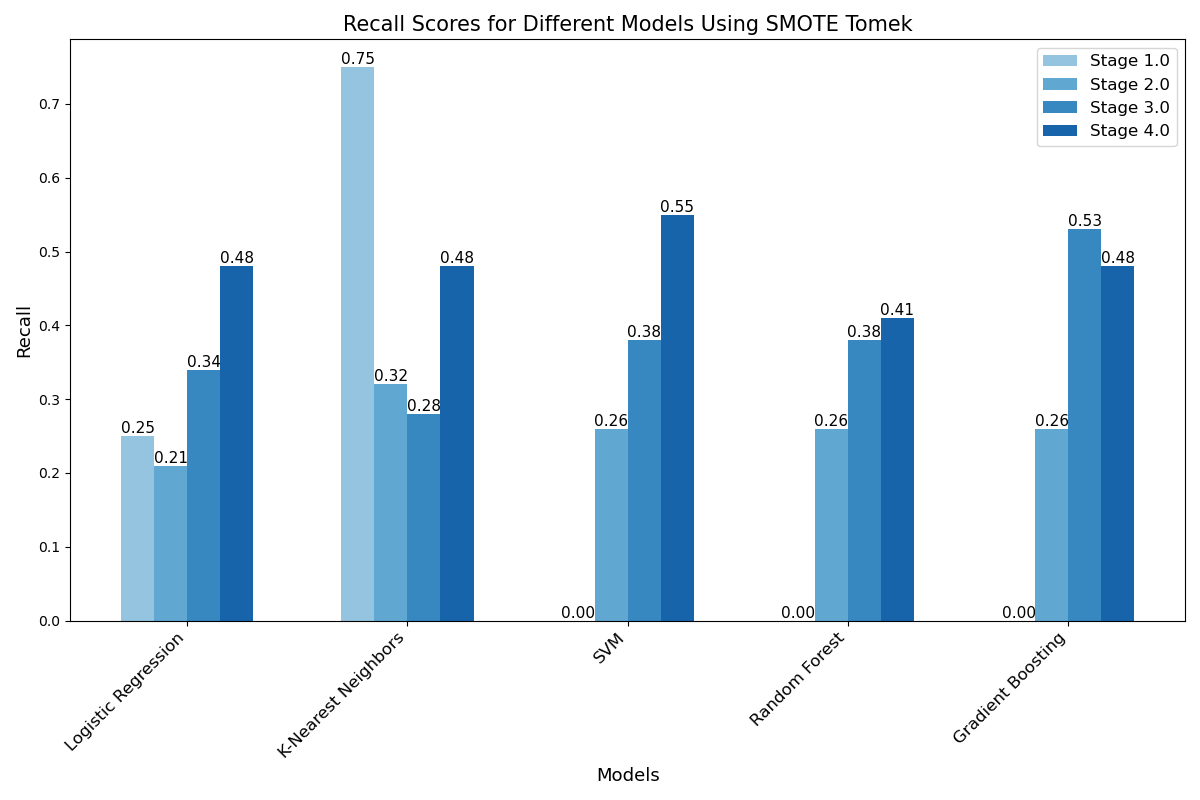 Recall Scores for Different Models Using SMOTE Tomek
Stage 1.0
Stage 2.0
Stage 3.0
Stage 4.0
Recall
0.7
0.6
0.5
0.4
0.3
0.2
0.1
0.0
0.25
0.21
0.34
0.48
0.75
0.32
0.28
0.48
0.00
0.26
0.38
0.55
0.00
0.26
0.38
0.41
0.00
0.26
0.53
0.48
Logistic Regression
K-Nearest Neighbors
SVM
Random Forest
Gradient Boosting
Models